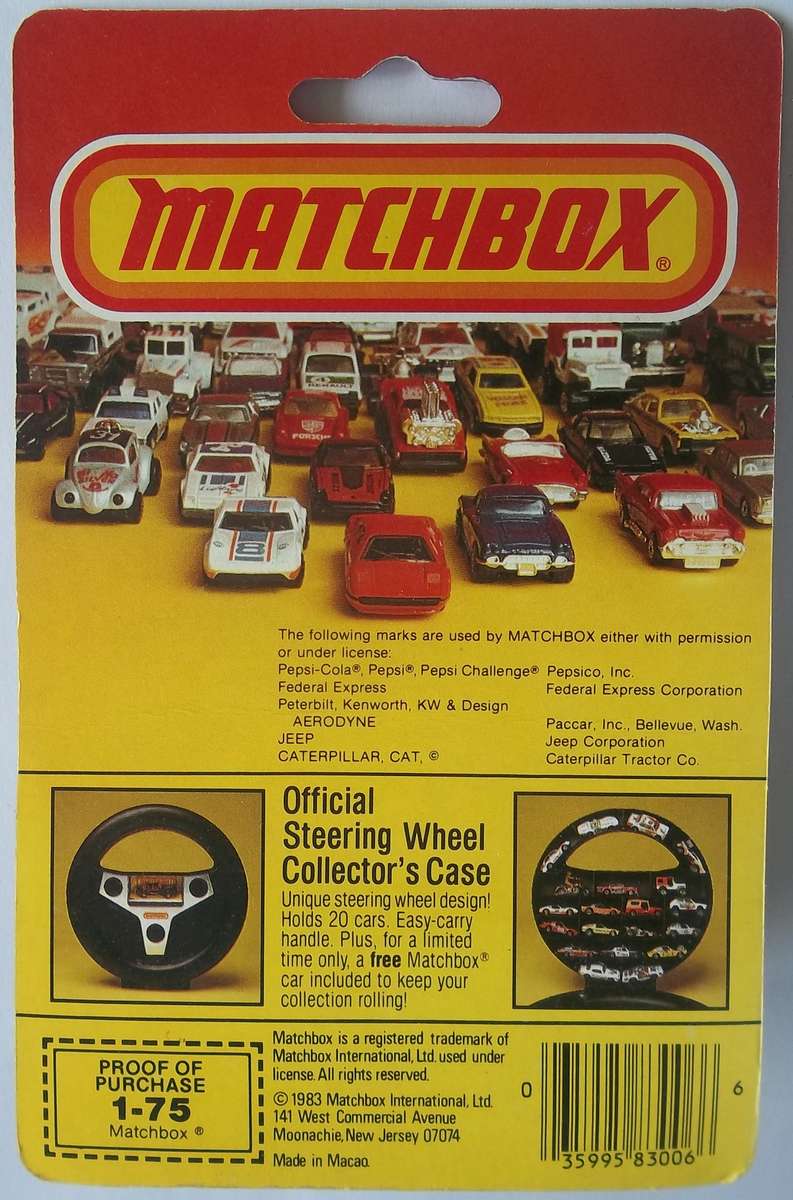 MATCHBOX®
4
RENAULT
PORSCHE
31
8
The following marks are used by MATCHBOX either with permission
or under license:
Pepsi-Cola®, Pepsi®, Pepsi Challenge® Pepsico, Inc.
Federal Express Federal Express Corporation
Peterbilt, Kenworth, KW & Design
AERODYNE Paccar, Inc., Bellevue, Wash.
JEEP Jeep Corporation
CATERPILLAR, CAT, © Caterpillar Tractor Co.
Official
Steering Wheel
Collector's Case
Unique steering wheel design!
Holds 20 cars. Easy-carry
handle. Plus, for a limited
time only, a free Matchbox®
car included to keep your
collection rolling!
PROOF OF
PURCHASE
1-75
Matchbox ®
Matchbox is a registered trademark of
Matchbox International, Ltd. used under
license. All rights reserved.
© 1983 Matchbox International, Ltd.
141 West Commercial Avenue
Moonachie, New Jersey 07074
Made in Macao.
0 35995 83006 6